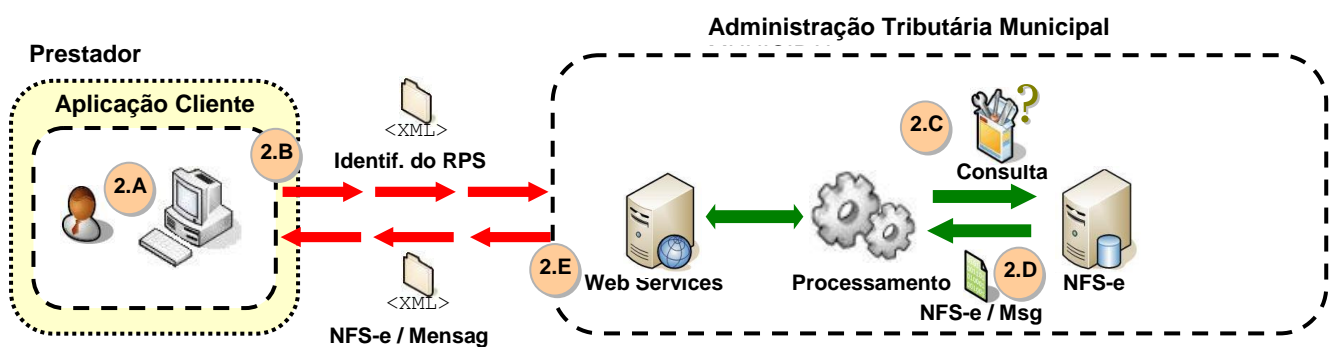 Administração Tributária Municipal
Prestador
Aplicação Cliente
2.A
2.B
<XML>
Identif. do RPS
<XML>
NFS-e / Mensag
2.E
Web Services
Processamento
2.C
?
Consulta
2.D
NFS-e / Msg
NFS-e